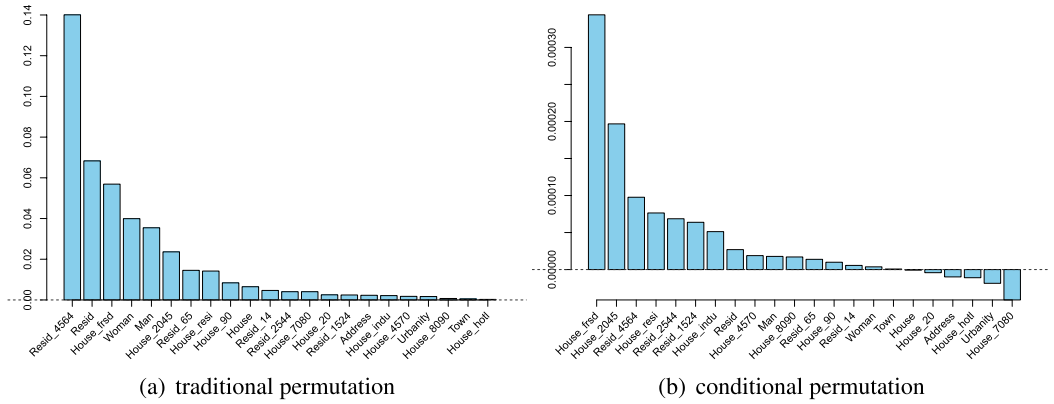 0.14
0.12
0.10
0.08
0.06
0.04
0.02
0.00
Resid_4564
Resid
House_frsd
Woman
Man
House_2045
Resid_65
House_resi
House_90
House
Resid_14
Resid_2544
House_7080
House_20
Resid_1524
Address
House_indu
House_4570
Urbanity
House_8090
Town
House_hotl
(a) traditional permutation
0.00030
0.00020
0.00010
0.00000
House_frsd
House_2045
Resid_4564
House_resi
Resid_2544
Resid_1524
House_indu
Resid
House_4570
Man
House_8090
Resid_65
House_90
Resid_14
Woman
Town
House
House_20
Address
House_hotl
Urbanity
House_7080
(b) conditional permutation